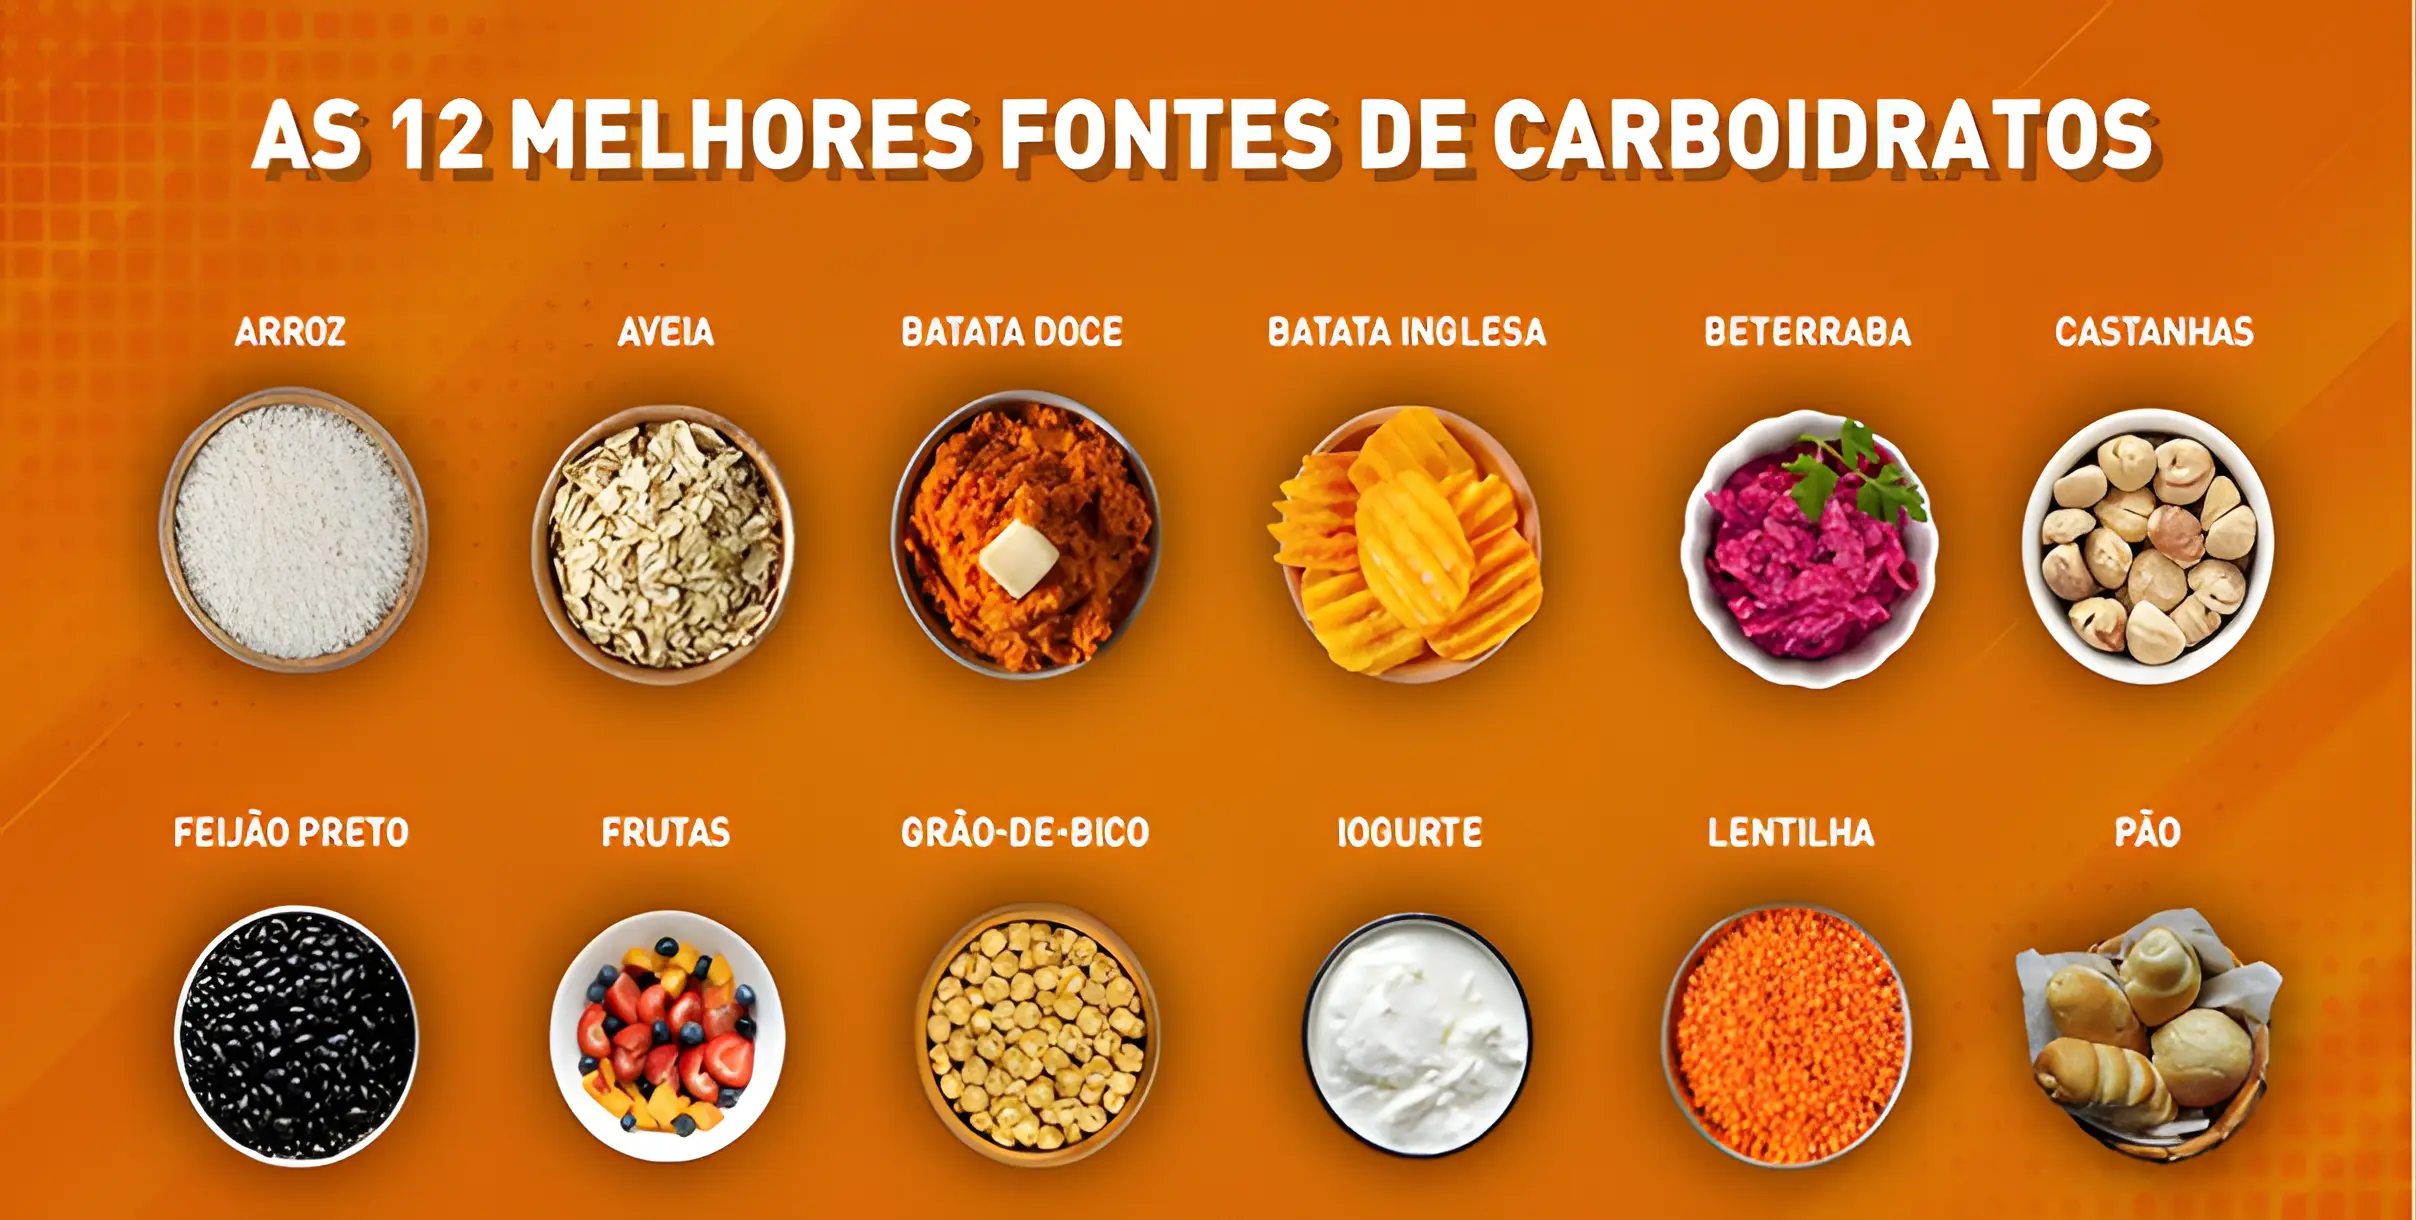 AS 12 MELHORES FONTES DE CARBOIDRATOS
ARROZ
AVEIA
BATATA DOCE
BATATA INGLESA
BETERRABA
CASTANHAS
FEIJÃO PRETO
FRUTAS
GRÃO-DE-BICO
IOGURTE
LENTILHA
PÃO